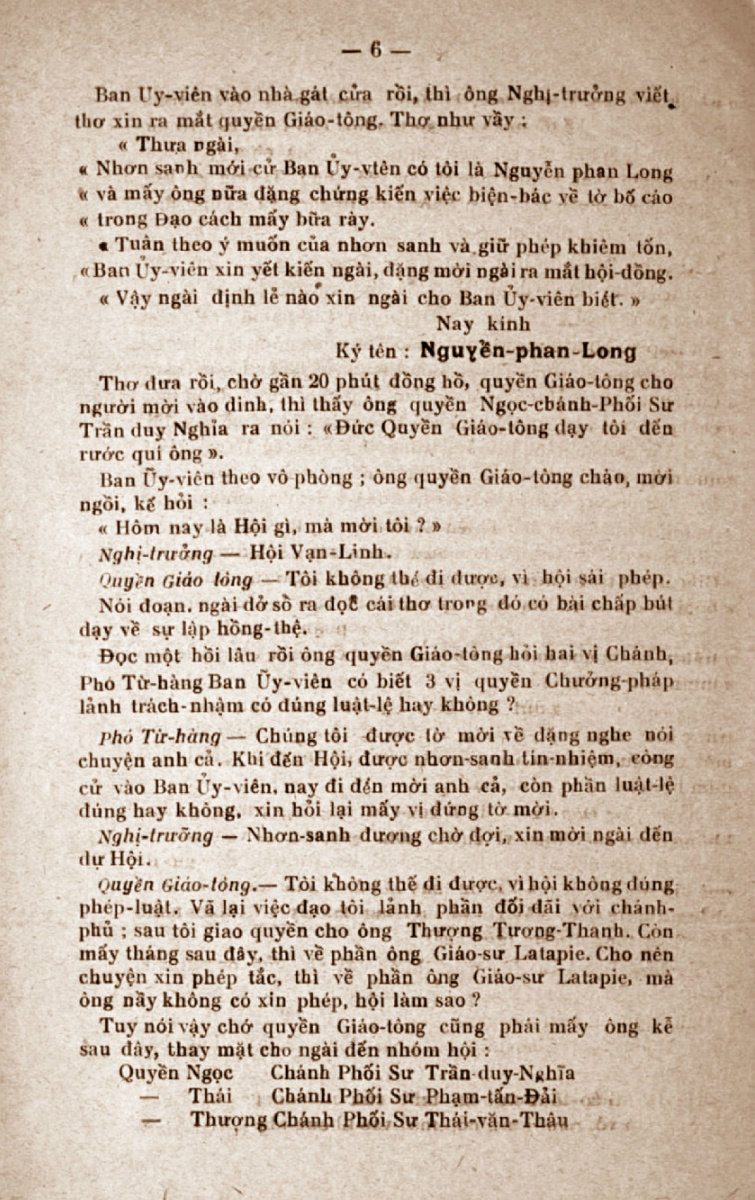 — 6 —
Ban Uy-viên vào nhà gát cửa rồi, thì ông Nghị-trưởng viết
thơ xin ra mắt quyền Giáo-tông. Thơ như vầy :
« Thưa ngài,
« Nhơn sanh mới cử Ban Ủy-vtên có tôi là Nguyễn phan Long
« và mấy ông nữa dặng chứng kiến việc biện-bác về tờ bố cáo
« trong Đạo cách mấy bữa rày.
« Tuân theo ý muốn của nhơn sanh và giữ phép khiêm tốn,
«Ban Ủy-viên xin yết kiến ngài, dặng mời ngài ra mắt hội-dồng.
« Vậy ngài định lẻ nào xin ngài cho Ban Ủy-viên biết. »
Nay kinh
Ký tên : Nguyễn-phan-Long
Thơ dưa rồi, chờ gần 20 phút đồng hồ, quyền Giáo-tông cho
người mời vào dinh, thì thấy ông quyền Ngọc-cbánh-Phối Sư
Trần duy Nghĩa ra nói : «Đức Quyền Giáo-tông dạy tôi dến
rước quí ông ».
Ban Ủy-viên theo vô phòng ; ông quyền Giáo-tông chào, mời
ngồi, kế hỏi :
« Hôm nay là Hội gì, mà mời tôi ? »
Nghị-trưởng — Hội Vạn-Linh.
Quyền Giáo tông — Tôi không thể đi được, vì hội sái phép.
Nói đoạn. ngài dở sồ ra dọc cái thơ trong đó có bài chấp bút
dạy về sự lập hồng-thệ.
Đọc một hồi lâu rồi ông quyền Giáo-tông hỏi hai vị Chánh,
Phó Từ-hàng Ban Ủy-viên có biết 3 vị quyền Chưởng-pháp
lảnh trách-nhậm có dúng luật-lệ hay không ?
Phó Từ-hàng — Chúng tôi được tờ mời về dặng nghe nói
chuyện anh cả. Khi đến Hội, được nhơn-sanh tín-nhiệm, công
cử vào Ban Ủy-viên, nay đi đến mời anh cả, còn phần luật-lệ
dúng hay không, xin hỏi lại mấy vị đứng tờ mời.
Nghị-trưởng — Nhơn-sanh đương chờ đợi, xin mời ngài đến
dự Hội.
Quyền Giáo-tông.— Tôi không thể đi được, vì hội không dúng
phép-luật. Vã lại việc đạo tôi lảnh phần đối đãi với chánh-
phủ ; sau tôi giao quyền cho ông Thượng Tương-Thanh. Còn
mấy tháng sau đây, thì về phần ông Giáo-sư Latapie. Cho nên
chuyện xin phép tắc, thì về phần ông Giáo-sư Latapie, mà
ông nầy không có xin phép, hội làm sao ?
Tuy nói vậy chớ quyền Giáo-tông cũng phái mấy ông kể
sau đây, thay mặt cho ngài đến nhóm hội :
Quyền Ngọc Chánh Phối Sư Trần-duy-Nghĩa
— Thái Chánh Phối Sư Phạm-tấn-Đải
— Thượng Chánh Phối Sư Thái-văn-Thâu